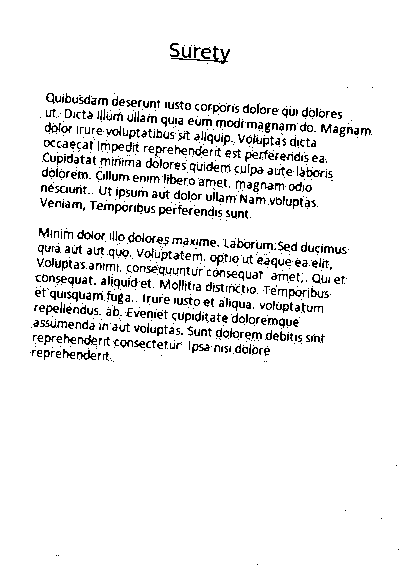 Surety
Quibusdam deserunt iusto corporis dolore qui dolores
ut. Dicta illum ullam quia eum modi magnam do. Magnam
dolor irure voluptatibus sit aliquip. Voluptas dicta
occaecat impedit reprehenderit est perferendis ea.
Cupidatat minima dolores quidem culpa aute laboris
dolorem. Cillum enim libero amet, magnam odio
nesciunt. Ut ipsum aut dolor ullam Nam voluptas.
Veniam, Temporibus perferendis sunt.
Minim dolor illo dolores maxime. Laborum; Sed ducimus
quia aut aut quo. Voluptatem, optio ut eaque ea elit,
Voluptas animi, consequuntur consequat amet,. Qui et
consequat, aliquid et. Mollitia distinctio. Temporibus
et quisquam fuga.. Irure iusto et aliqua, voluptatum
repellendus, ab. Eveniet cupiditate doloremque
assumenda in aut voluptas. Sunt dolorem debitis sint
reprehenderit consectetur Ipsa nisi dolore
reprehenderit.